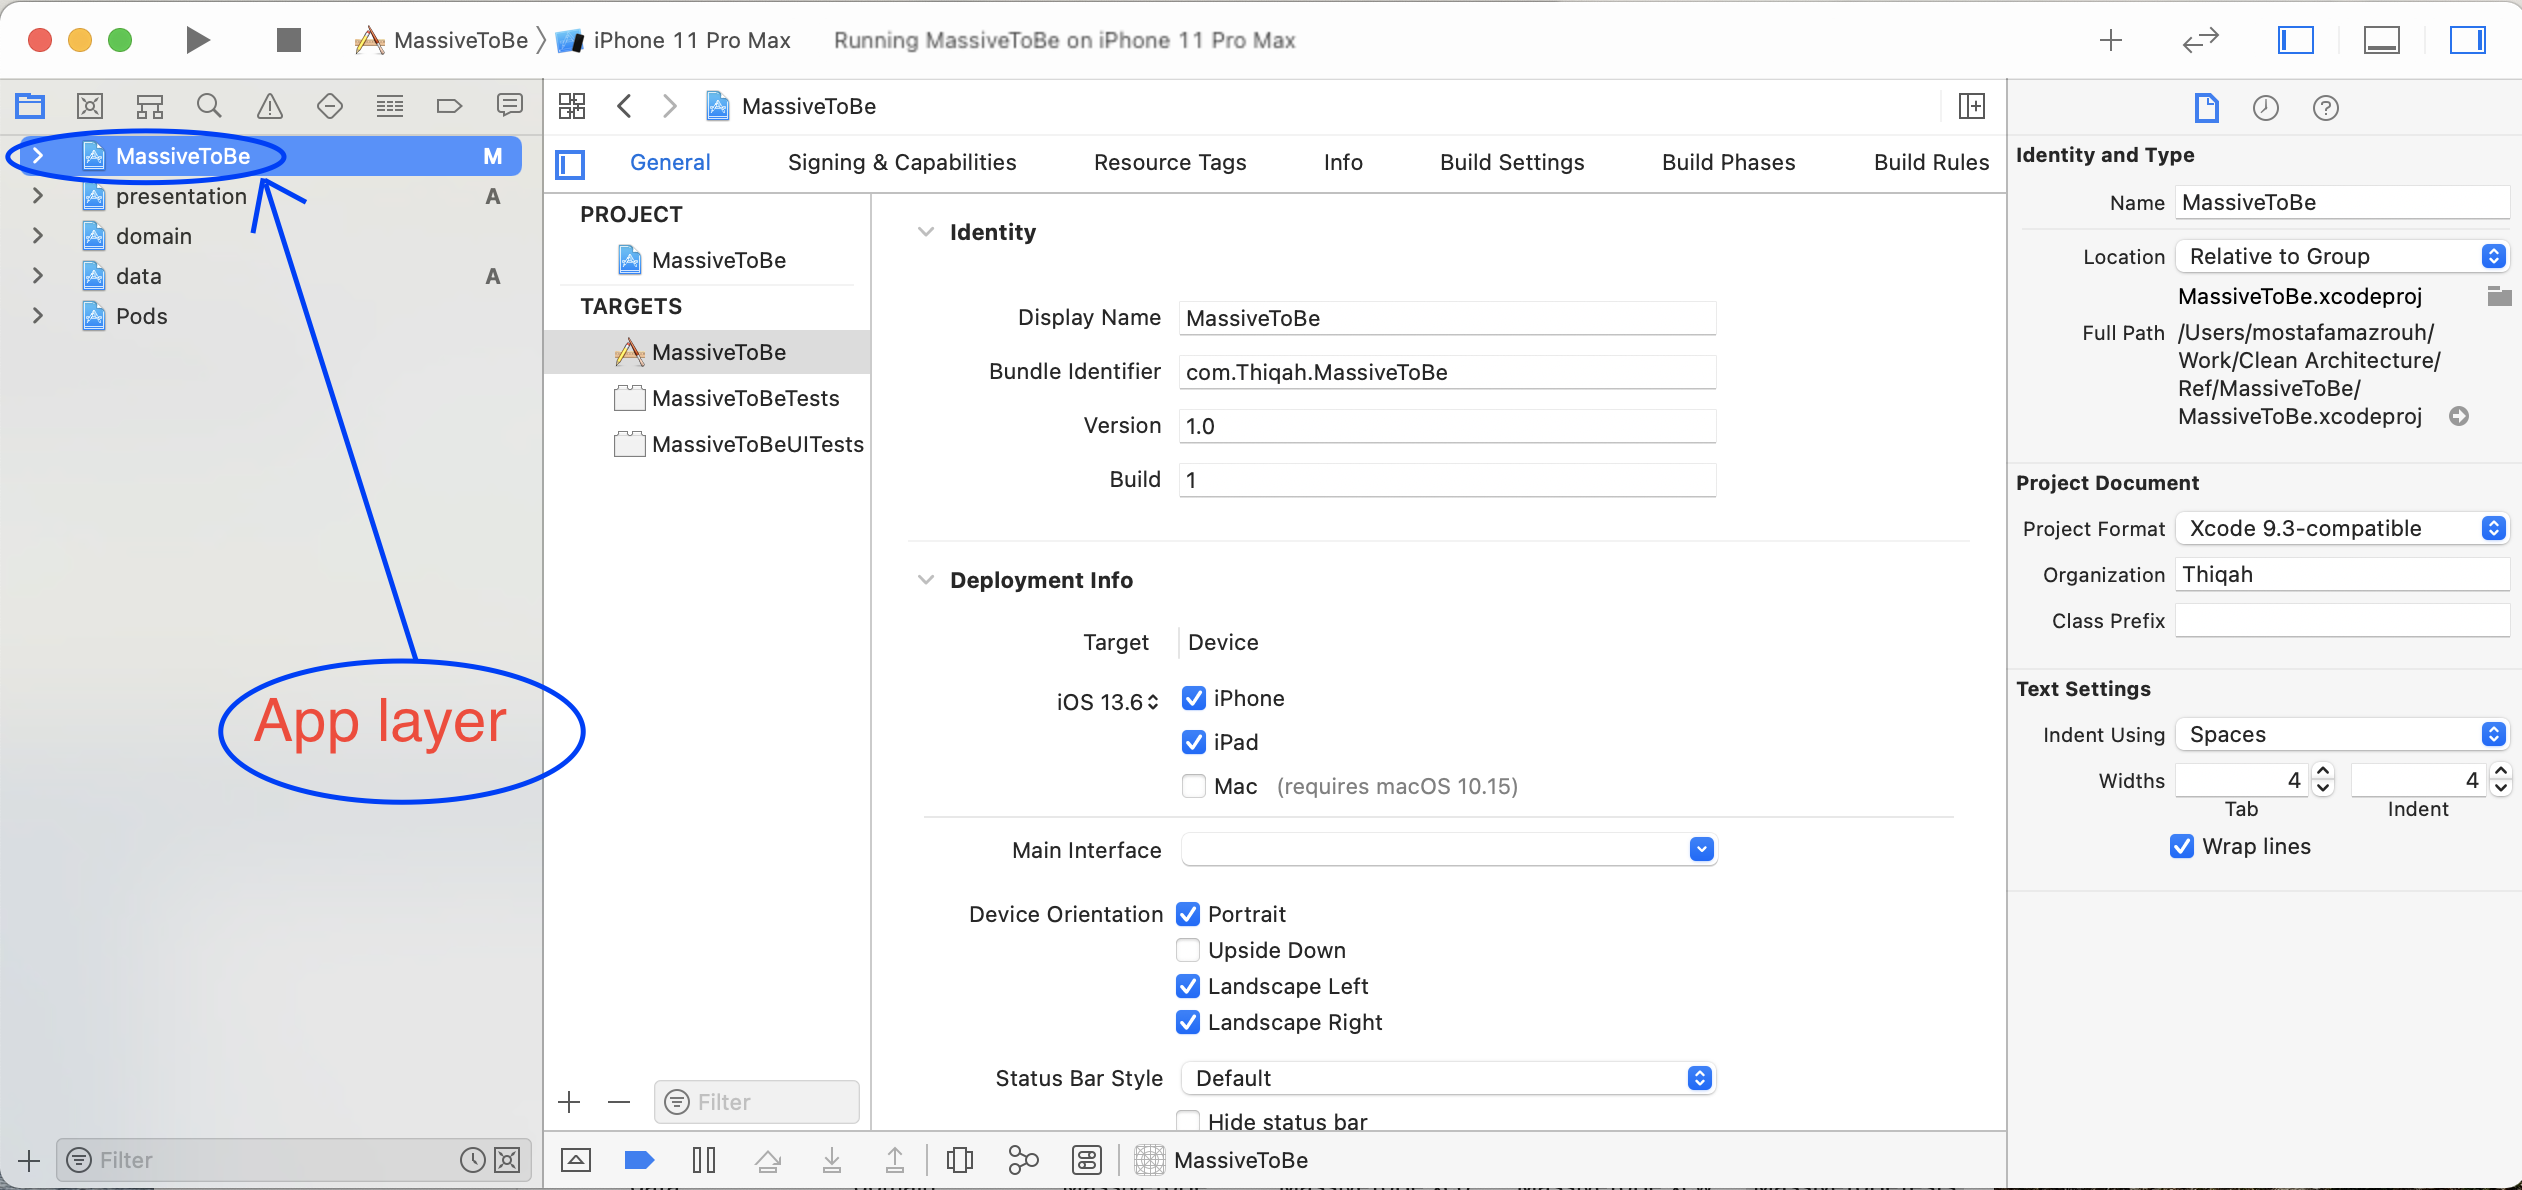 MassiveToBe
iPhone 11 Pro Max
Running MassiveToBe on iPhone 11 Pro Max
MassiveToBe M
presentation A
domain
data A
Pods
App layer
Filter
MassiveToBe
General Signing & Capabilities Resource Tags Info Build Settings Build Phases Build Rules
PROJECT
MassiveToBe
TARGETS
MassiveToBe
MassiveToBeTests
MassiveToBeUITests
Filter
Identity
Display Name MassiveToBe
Bundle Identifier com.Thiqah.MassiveToBe
Version 1.0
Build 1
Deployment Info
Target Device
iOS 13.6 iPhone
iPad
Mac (requires macOS 10.15)
Main Interface
Device Orientation Portrait
Upside Down
Landscape Left
Landscape Right
Status Bar Style Default
Hide status bar
MassiveToBe
Identity and Type
Name MassiveToBe
Location Relative to Group
MassiveToBe.xcodeproj
Full Path /Users/mostafamazrouh/
Work/Clean Architecture/
Ref/MassiveToBe/
MassiveToBe.xcodeproj
Project Document
Project Format Xcode 9.3-compatible
Organization Thiqah
Class Prefix
Text Settings
Indent Using Spaces
Widths 4 4
Tab Indent
Wrap lines